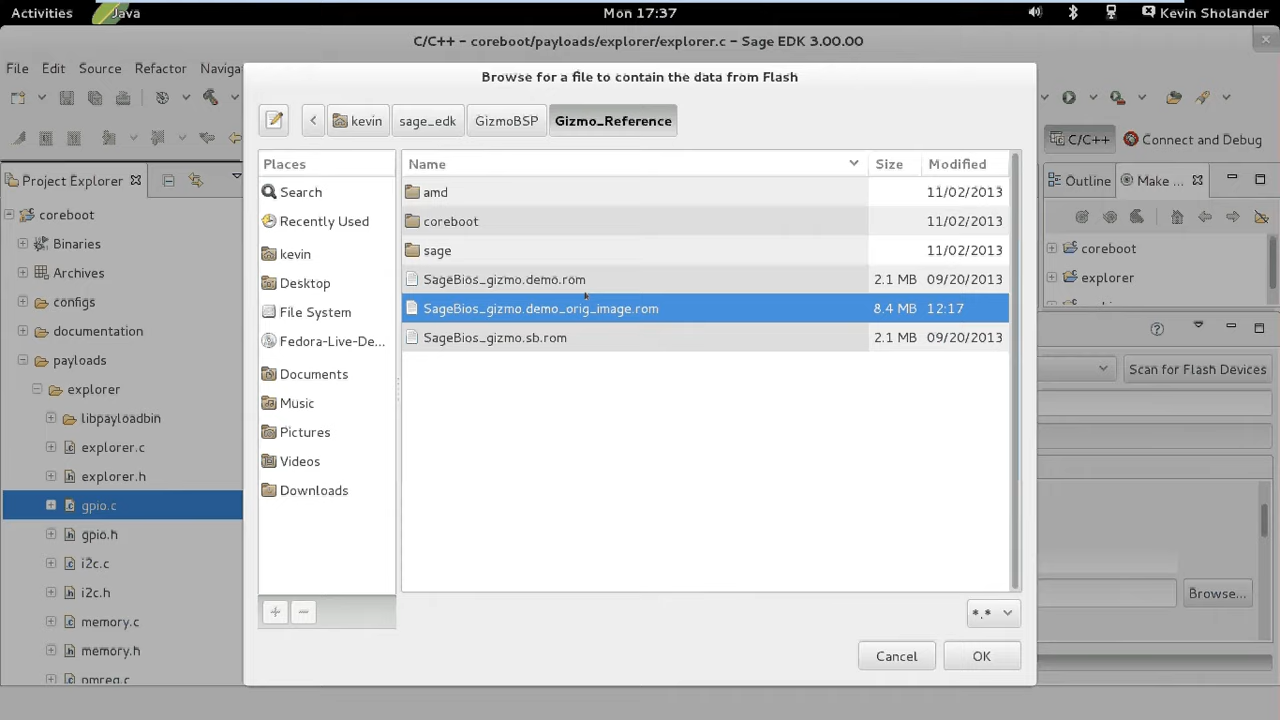 Activities Java Mon 17:37 Kevin Sholander
C/C++ - coreboot/payloads/explorer/explorer.c - Sage EDK 3.00.00
File Edit Source Refactor Naviga
Browse for a file to contain the data from Flash
kevin sage_edk GizmoBSP Gizmo_Reference
C/C++ Connect and Debug
Project Explorer
Outline Make ...
coreboot
Binaries
Archives
configs
documentation
payloads
explorer
libpayloadbin
explorer.c
explorer.h
gpio.c
gpio.h
i2c.c
i2c.h
memory.c
memory.h
pmreg.c
Places
Search
Recently Used
kevin
Desktop
File System
Fedora-Live-De...
Documents
Music
Pictures
Videos
Downloads
Name Size Modified
amd 11/02/2013
coreboot 11/02/2013
sage 11/02/2013
SageBios_gizmo.demo.rom 2.1 MB 09/20/2013
SageBios_gizmo.demo_orig_image.rom 8.4 MB 12:17
SageBios_gizmo.sb.rom 2.1 MB 09/20/2013
*.*
Cancel OK
coreboot
explorer
Scan for Flash Devices
Browse...